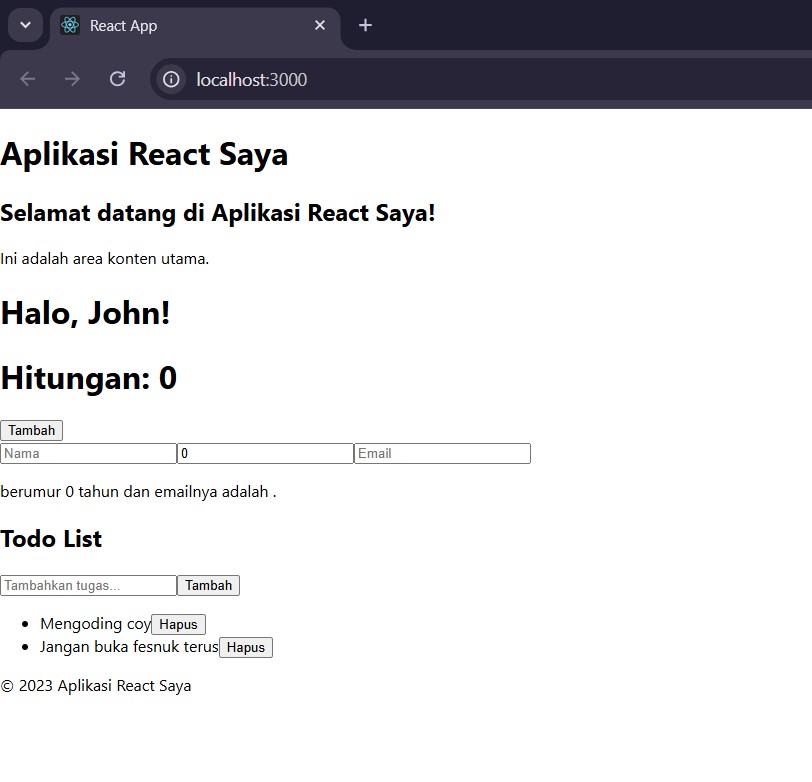 React App
localhost:3000
Aplikasi React Saya
Selamat datang di Aplikasi React Saya!
Ini adalah area konten utama.
Halo, John!
Hitungan: 0
Tambah
Nama 0 Email
berumur 0 tahun dan emailnya adalah .
Todo List
Tambahkan tugas... Tambah
Mengoding coy Hapus
Jangan buka fesnuk terus Hapus
© 2023 Aplikasi React Saya